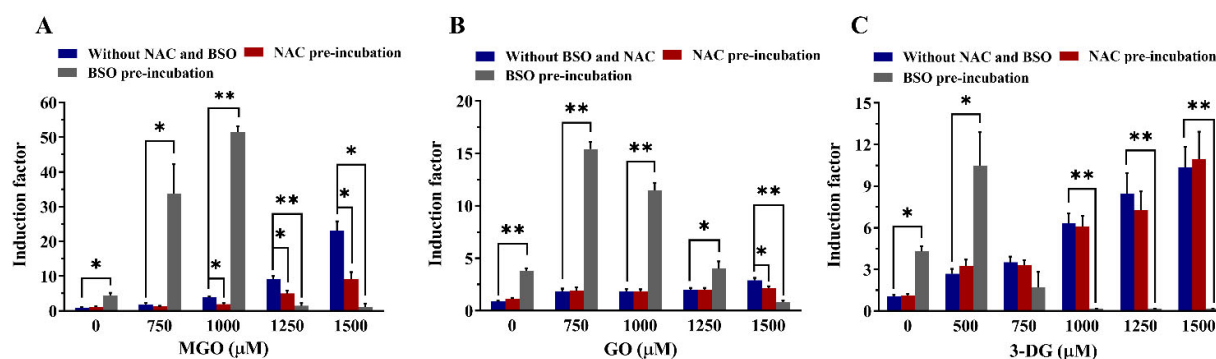 A
Without NAC and BSO
NAC pre-incubation
BSO pre-incubation
* * ** * * ** * *
Induction factor
60
50
40
30
20
10
0
0 750 1000 1250 1500
MGO (μM)
B
Without BSO and NAC
NAC pre-incubation
BSO pre-incubation
** ** ** * ** *
Induction factor
20
15
10
5
0
0 750 1000 1250 1500
GO (μM)
C
Without NAC and BSO
NAC pre-incubation
BSO pre-incubation
* * ** ** **
Induction factor
15
12
9
6
3
0
0 500 750 1000 1250 1500
3-DG (μM)